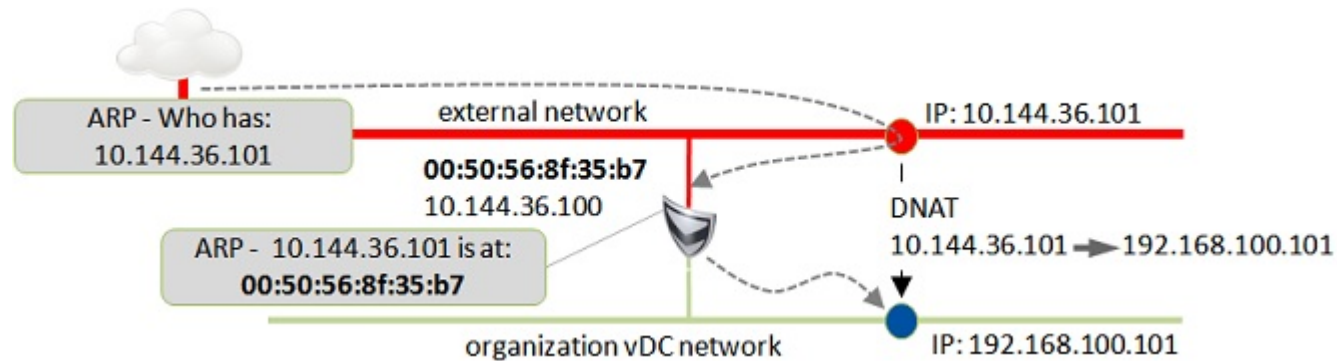 ARP - Who has:
10.144.36.101
external network
IP: 10.144.36.101
00:50:56:8f:35:b7
10.144.36.100
DNAT
10.144.36.101 192.168.100.101
ARP - 10.144.36.101 is at:
00:50:56:8f:35:b7
organization vDC network
IP: 192.168.100.101